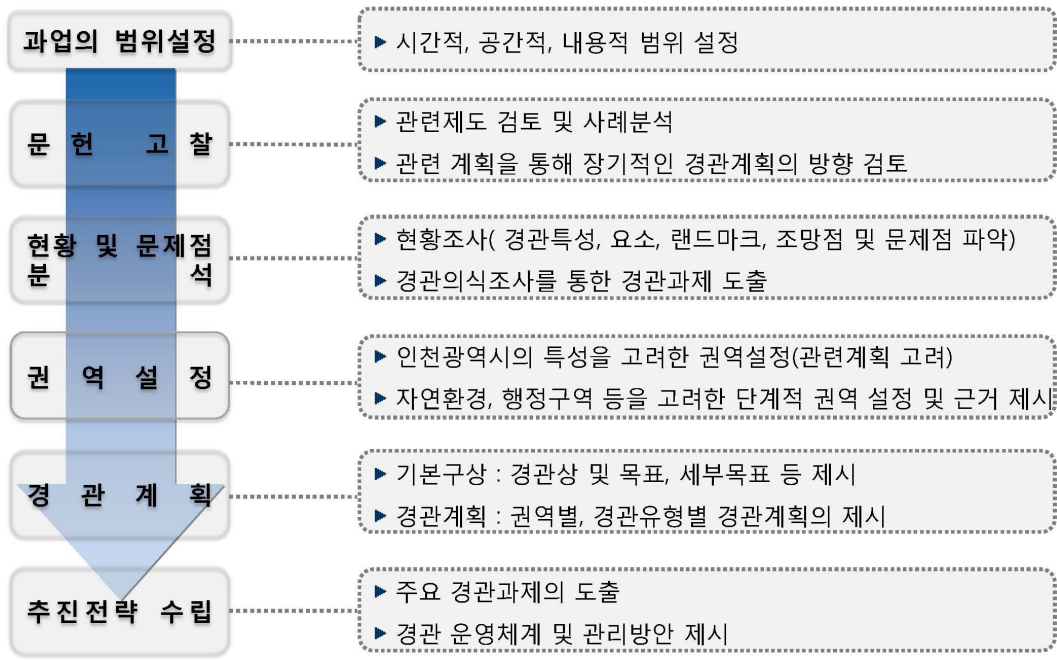 과업의 범위설정
▶ 시간적, 공간적, 내용적 범위 설정
문 헌 고 찰
▶ 관련제도 검토 및 사례분석
▶ 관련 계획을 통해 장기적인 경관계획의 방향 검토
현황 및 문제점
분 석
▶ 현황조사( 경관특성, 요소, 랜드마크, 조망점 및 문제점 파악)
▶ 경관의식조사를 통한 경관과제 도출
권 역 설 정
▶ 인천광역시의 특성을 고려한 권역설정(관련계획 고려)
▶ 자연환경, 행정구역 등을 고려한 단계적 권역 설정 및 근거 제시
경 관 계 획
▶ 기본구상 : 경관상 및 목표, 세부목표 등 제시
▶ 경관계획 : 권역별, 경관유형별 경관계획의 제시
추진전략 수립
▶ 주요 경관과제의 도출
▶ 경관 운영체계 및 관리방안 제시